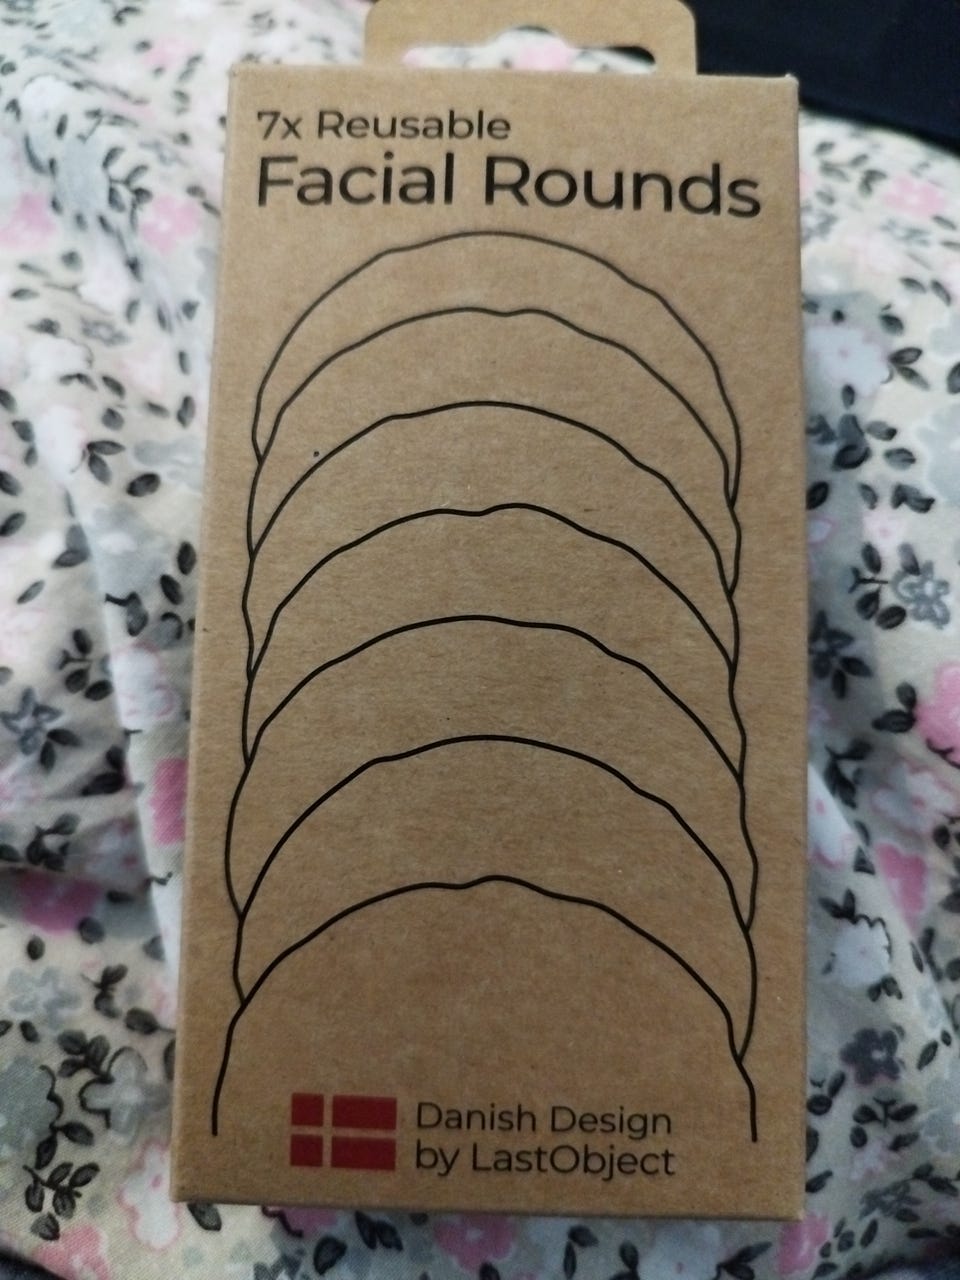 7x Reusable
Facial Rounds
Danish Design
by LastObject